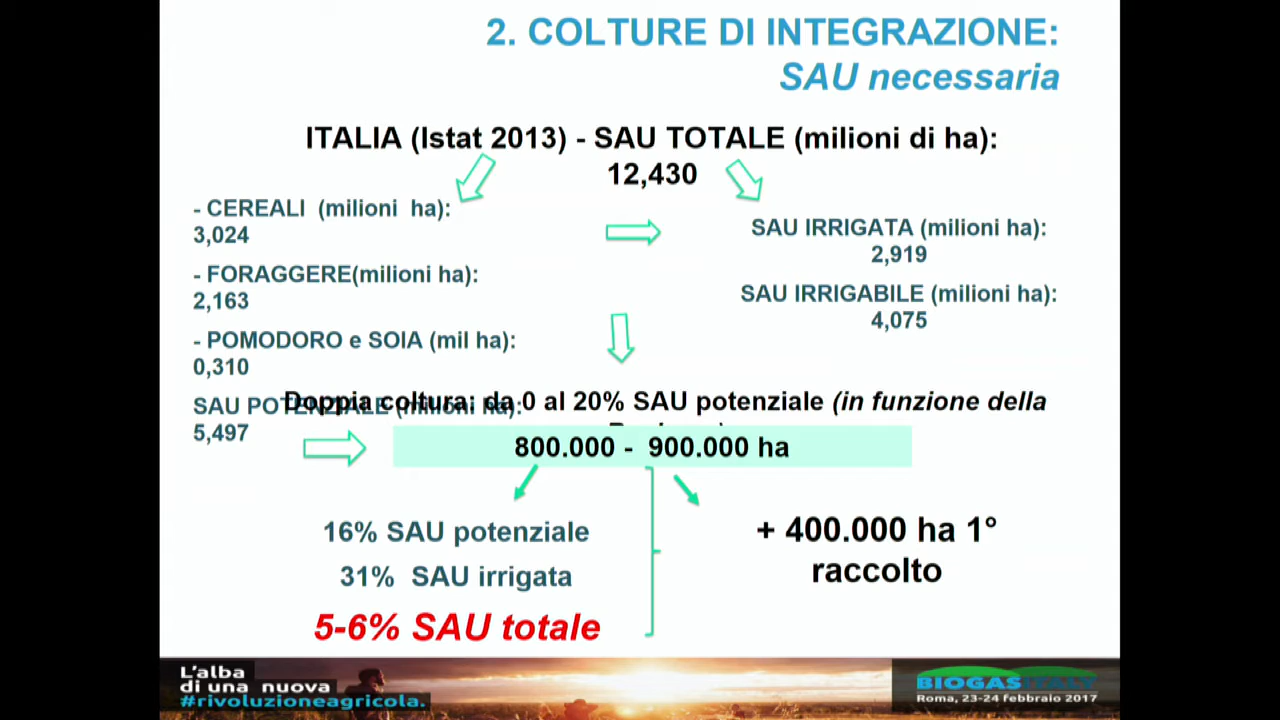 2. COLTURE DI INTEGRAZIONE:
SAU necessaria
ITALIA (Istat 2013) - SAU TOTALE (milioni di ha):
12,430
- CEREALI (milioni ha):
3,024
- FORAGGERE(milioni ha):
2,163
- POMODORO e SOIA (mil ha):
0,310
SAU POTENZIALE (milioni ha):
5,497
SAU IRRIGATA (milioni ha):
2,919
SAU IRRIGABILE (milioni ha):
4,075
Doppia coltura: da 0 al 20% SAU potenziale (in funzione della
800.000 - 900.000 ha
16% SAU potenziale
31% SAU irrigata
5-6% SAU totale
+ 400.000 ha 1°
raccolto
L'alba
di una nuova
#rivoluzioneagricola.
BIOGASITALY
Roma, 23-24 febbraio 2017